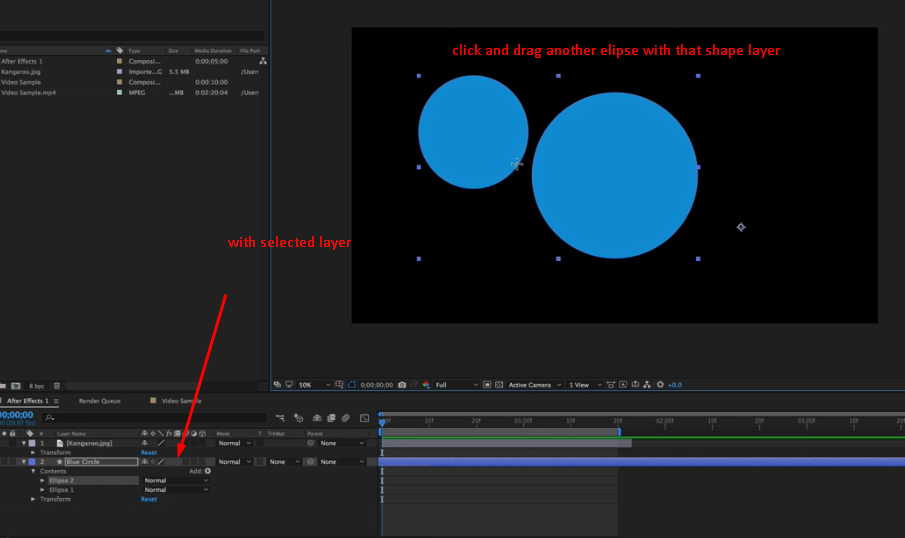 click and drag another elipse with that shape layer
ame
Type
Size
Media Duration
File Path
After Effects 1
Composi...
0;00;05;00
Kangaroo.jpg
Importe...G
5.5 MB
/User
Video Sample
Composi...
0:00:10:00
Video Sample.mp4
MPEG
...MB
0:02:20:04
/User
with selected layer
8 bpc
50%
0;00;00;00
Full
Active Camera
1 View
+0.0
After Effects 1
Render Queue
Video Sample
00;00
10f
20f
01:00f
10f
20f
02:00f
10f
20f
03:00f
10f
20
#
Layer Name
Mode
T
TrkMat
Parent
1
[Kangaroo.jpg]
Normal
None
Transform
Reset
2
Blue Circle
Normal
None
None
Contents
Add:
Ellipse 2
Normal
Ellipse 1
Normal
Transform
Reset